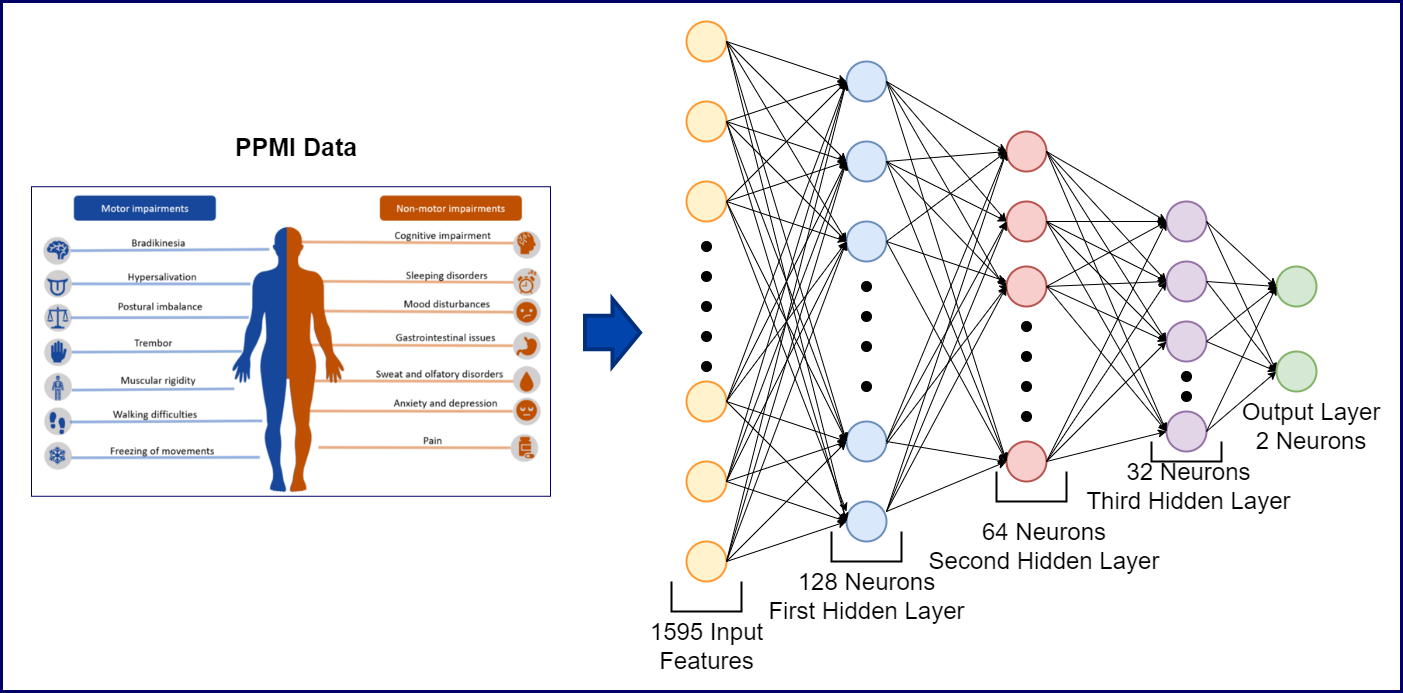 PPMI Data
Motor impairments
Non-motor impairments
Bradikinesia
Hypersalivation
Postural imbalance
Trembor
Muscular rigidity
Walking difficulties
Freezing of movements
Cognitive impairment
Sleeping disorders
Mood disturbances
Gastrointestinal issues
Sweat and olfatory disorders
Anxiety and depression
Pain
1595 Input
Features
128 Neurons
First Hidden Layer
64 Neurons
Second Hidden Layer
32 Neurons
Third Hidden Layer
Output Layer
2 Neurons